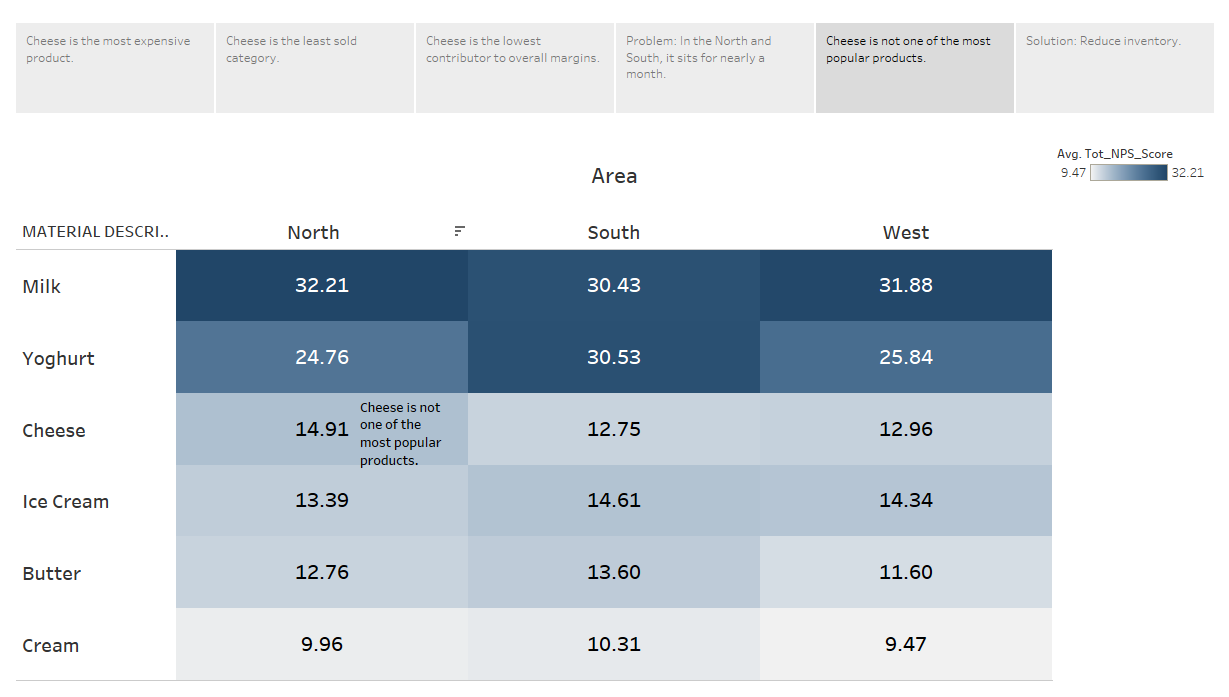 Cheese is the most expensive
product.
Cheese is the least sold
category.
Cheese is the lowest
contributor to overall margins.
Problem: In the North and
South, it sits for nearly a
month.
Cheese is not one of the most
popular products.
Solution: Reduce inventory.
Avg. Tot_NPS_Score
9.47 32.21
Area
MATERIAL DESCRI.. North South West
Milk 32.21 30.43 31.88
Yoghurt 24.76 30.53 25.84
Cheese 14.91 12.75 12.96
Cheese is not
one of the
most popular
products.
Ice Cream 13.39 14.61 14.34
Butter 12.76 13.60 11.60
Cream 9.96 10.31 9.47